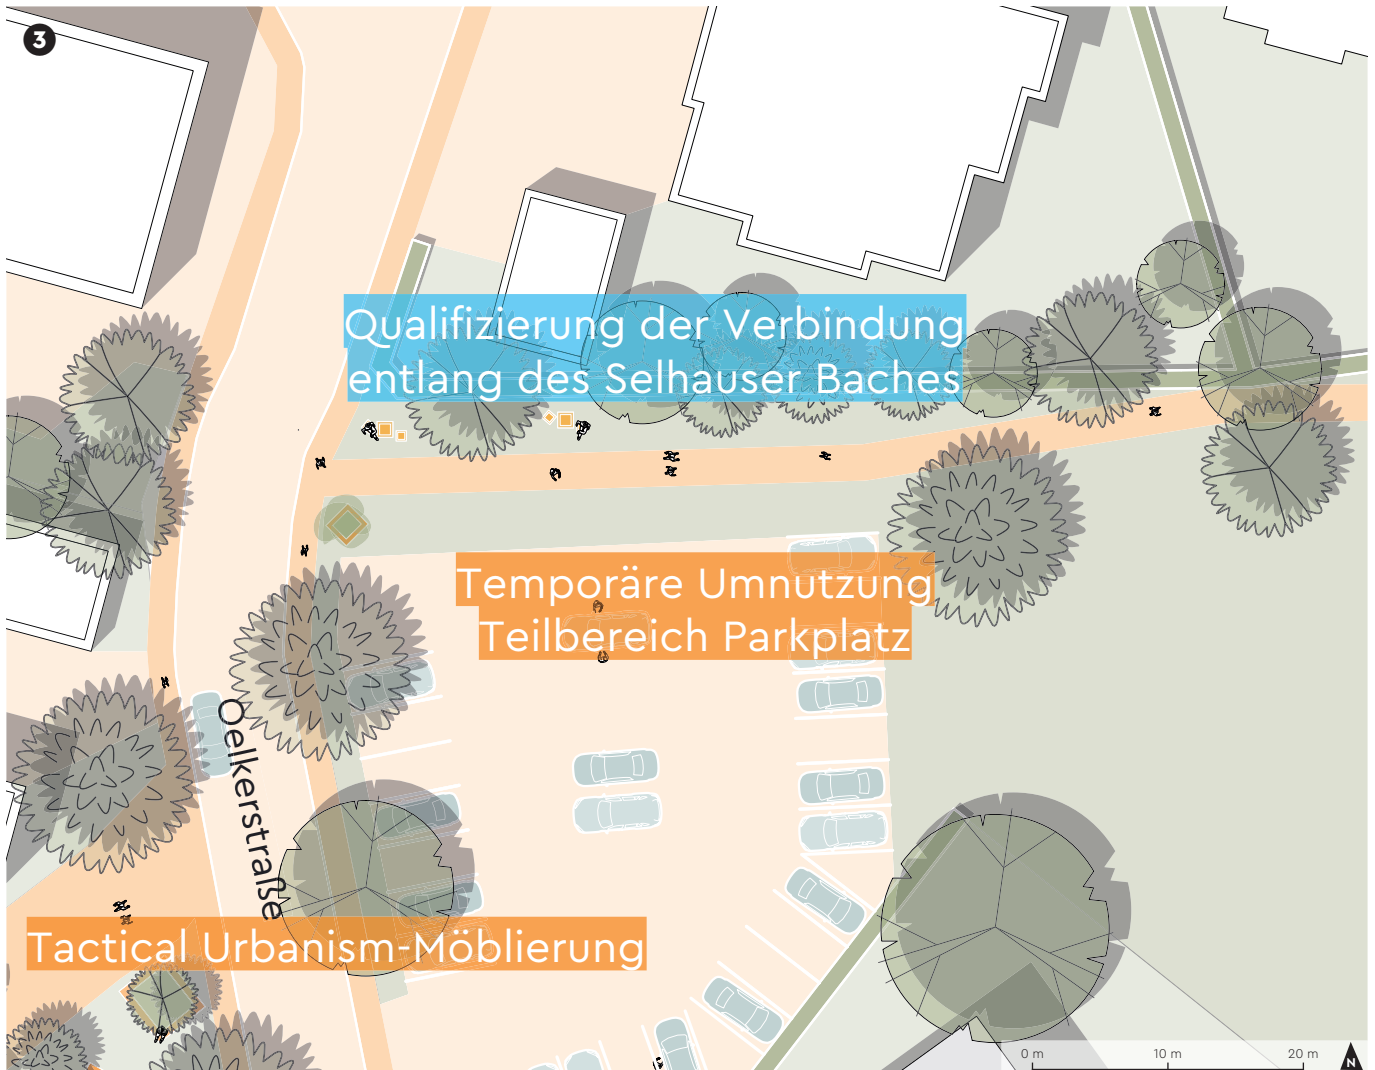 3
Qualifizierung der Verbindung
entlang des Selhauser Baches
Temporäre Umnutzung
Teilbereich Parkplatz
Oelkerstraße
Tactical Urbanism-Möblierung
0 m 10 m 20 m
N